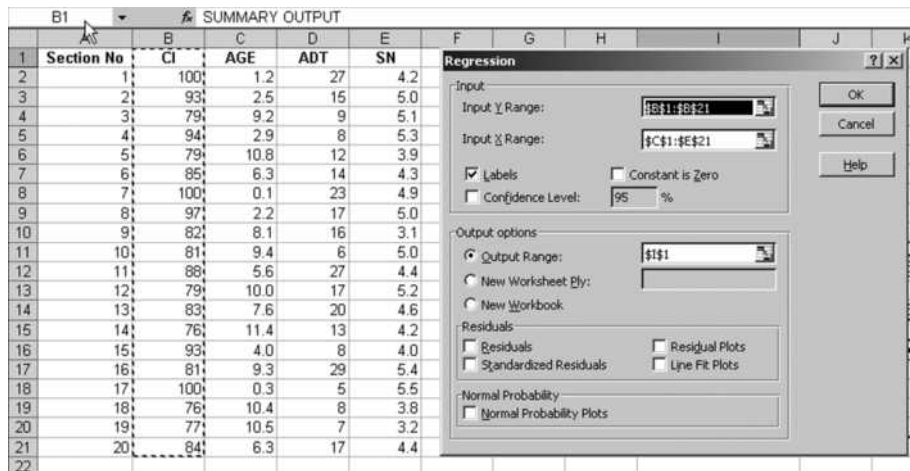 B1 fx SUMMARY OUTPUT
A B C D E F G H I J K
1 Section No CI AGE ADT SN
2 1 100 1.2 27 4.2
3 2 93 2.5 15 5.0
4 3 79 9.2 9 5.1
5 4 94 2.9 8 5.3
6 5 79 10.8 12 3.9
7 6 85 6.3 14 4.3
8 7 100 0.1 23 4.9
9 8 97 2.2 17 5.0
10 9 82 8.1 16 3.1
11 10 81 9.4 6 5.0
12 11 88 5.6 27 4.4
13 12 79 10.0 17 5.2
14 13 83 7.6 20 4.6
15 14 76 11.4 13 4.2
16 15 93 4.0 8 4.0
17 16 81 9.3 29 5.4
18 17 100 0.3 5 5.5
19 18 76 10.4 8 3.8
20 19 77 10.5 7 3.2
21 20 84 6.3 17 4.4
22
Regression ? x
Input
Input Y Range: $B$1:$B$21
Input X Range: $C$1:$E$21
Labels Constant is Zero
Confidence Level: 95 %
OK
Cancel
Help
Output options
Output Range: $I$1
New Worksheet Ply:
New Workbook
Residuals
Residuals Residual Plots
Standardized Residuals Line Fit Plots
Normal Probability
Normal Probability Plots